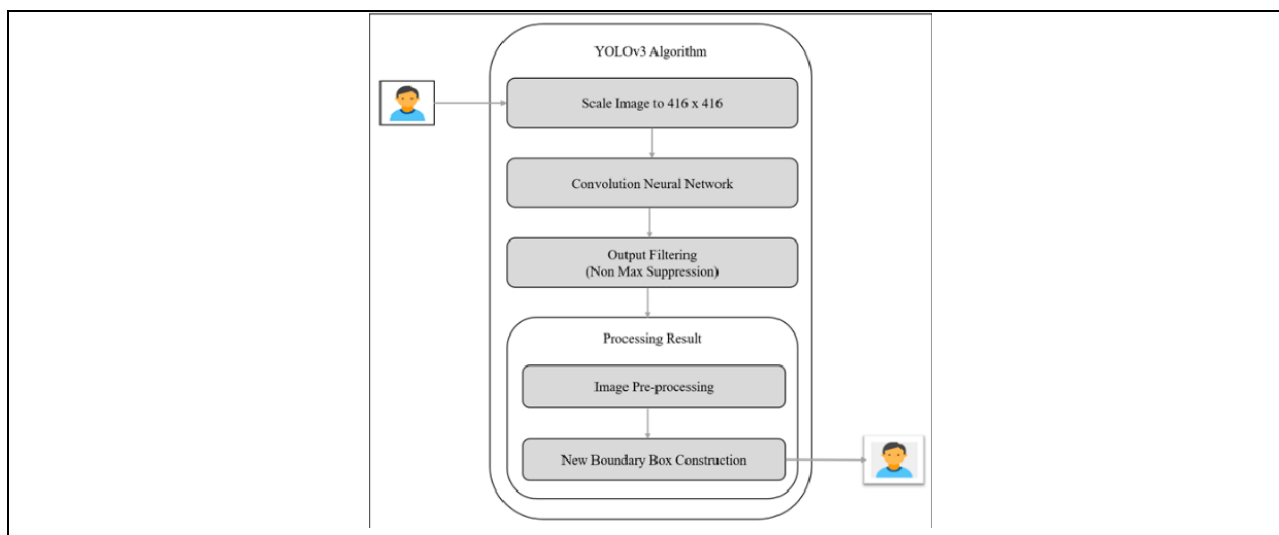 YOLOv3 Algorithm
Scale Image to 416 x 416
Convolution Neural Network
Output Filtering
(Non Max Suppression)
Processing Result
Image Pre-processing
New Boundary Box Construction